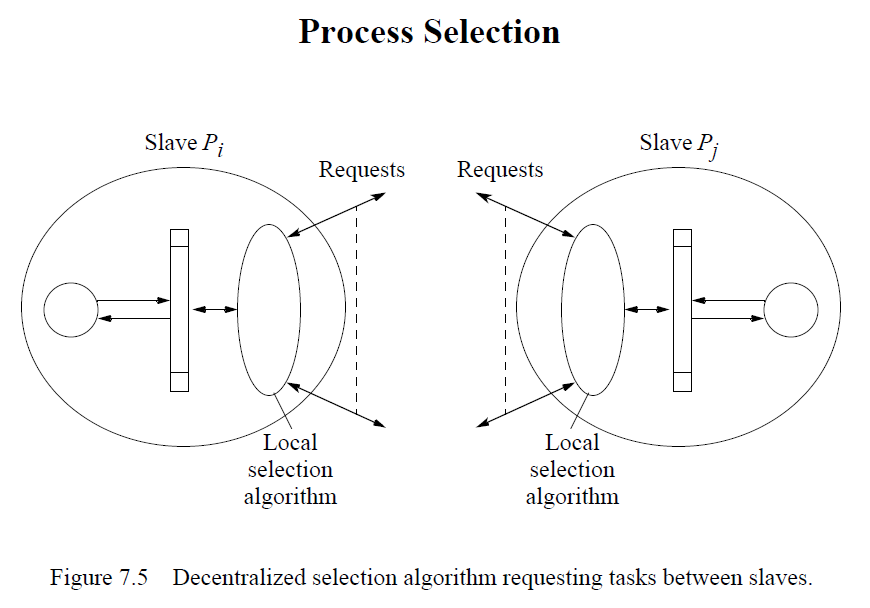 Process Selection
Slave Pi
Slave Pj
Requests
Requests
Local
selection
algorithm
Local
selection
algorithm
Figure 7.5 Decentralized selection algorithm requesting tasks between slaves.